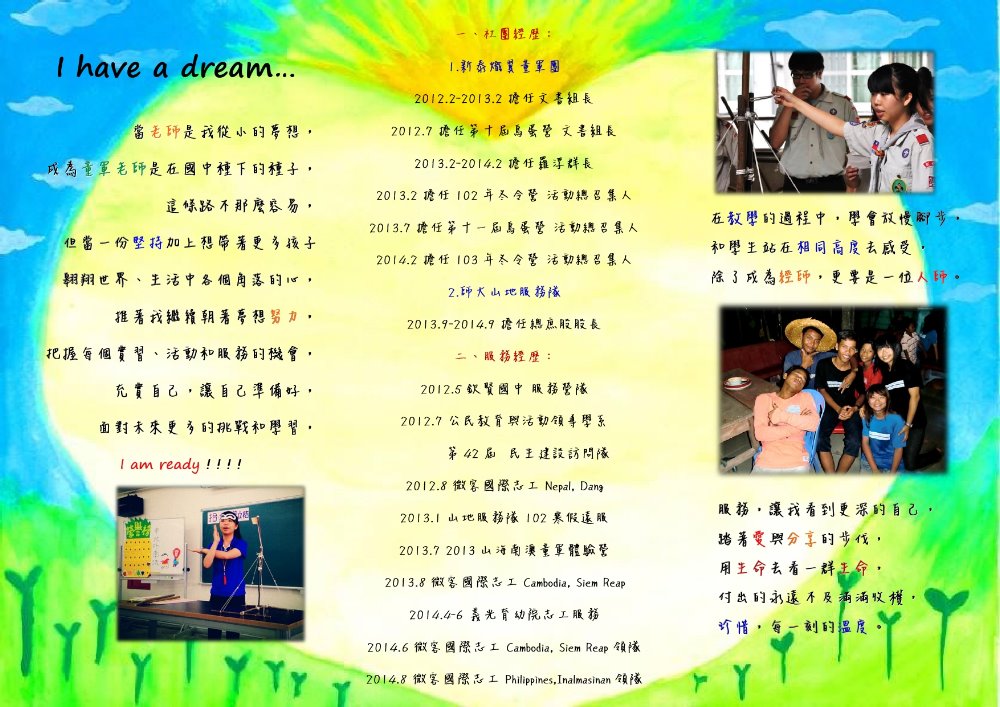 I have a dream...
當老師是我從小的夢想，
成為童軍老師是在國中種下的種子，
這條路不那麼容易，
但當一份堅持加上想帶著更多孩子
翱翔世界、生活中各個角落的心，
推著我繼續朝著夢想努力，
把握每個實習、活動和服務的機會，
充實自己，讓自己準備好，
面對未來更多的挑戰和學習，
I am ready！！！！
一、社團經歷：
1.新泰熾翼童軍團
2012.2-2013.2 擔任文書組長
2012.7 擔任第十屆鳥蛋營 文書組長
2013.2-2014.2 擔任羅浮群長
2013.2 擔任 102 年冬令營 活動總召集人
2013.7 擔任第十一屆鳥蛋營 活動總召集人
2014.2 擔任 103 年冬令營 活動總召集人
2.師大山地服務隊
2013.9-2014.9 擔任總務股股長
二、服務經歷：
2012.5 欽賢國中 服務營隊
2012.7 公民教育與活動領導學系
第 42 屆 民主建設訪問隊
2012.8 微客國際志工 Nepal, Dang
2013.1 山地服務隊 102 寒假遠服
2013.7 2013 山海南澳童軍體驗營
2013.8 微客國際志工 Cambodia, Siem Reap
2014.4-6 義光育幼院志工服務
2014.6 微客國際志工 Cambodia, Siem Reap 領隊
2014.8 微客國際志工 Philippines,Inalmasinan 領隊
在教學的過程中，學會放慢腳步，
和學生站在相同高度去感受，
除了成為經師，更要是一位人師。
服務，讓我看到更深的自己，
踏著愛與分享的步伐，
用生命去看一群生命，
付出的永遠不及滿滿收穫，
珍惜，每一刻的溫度。